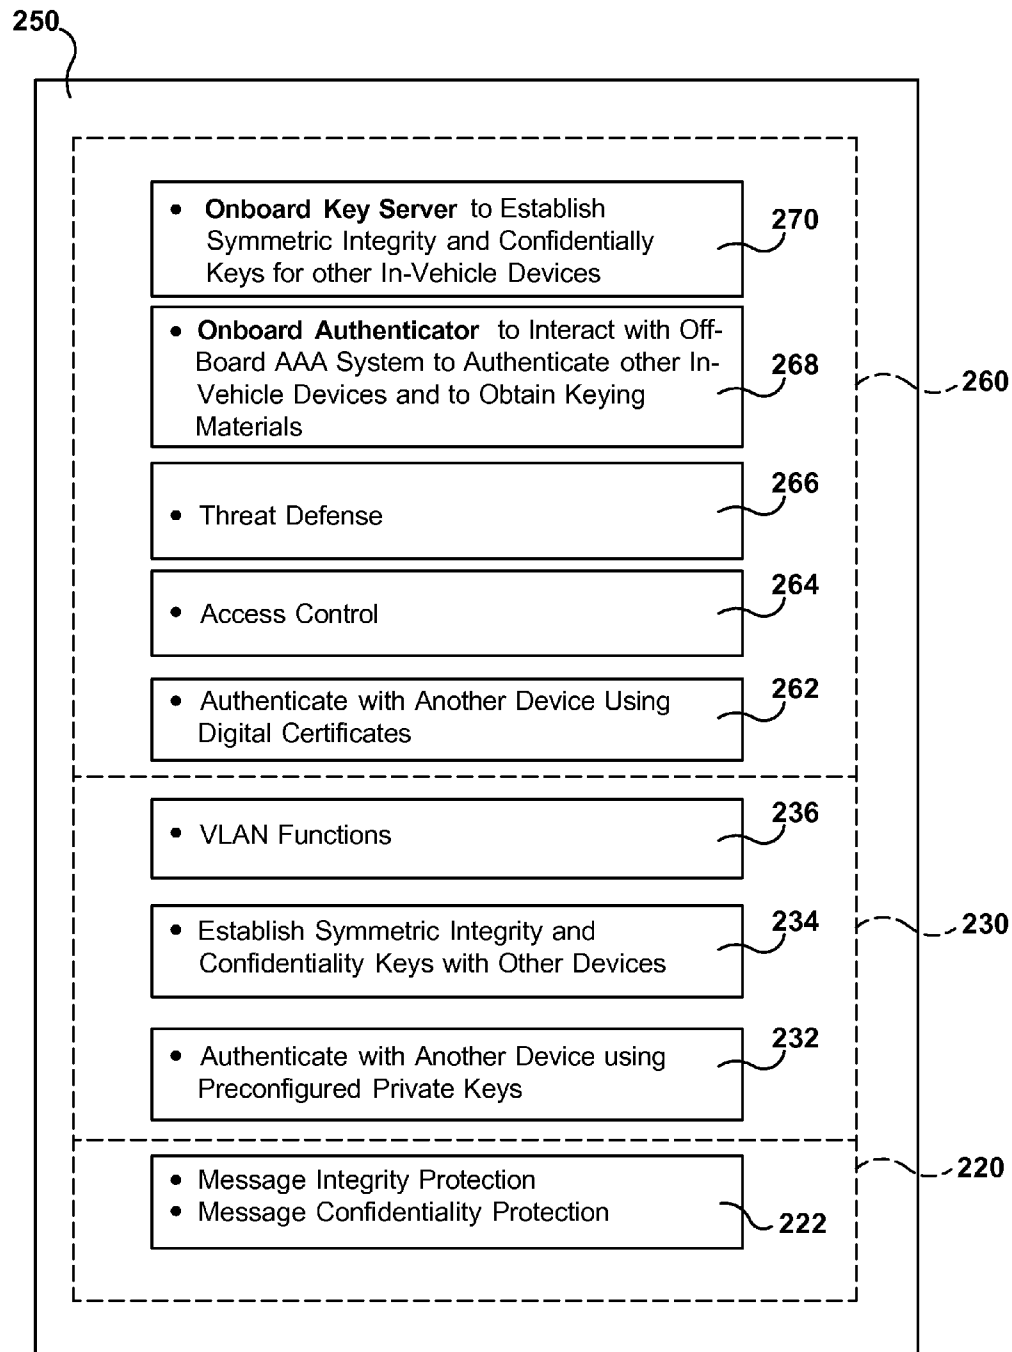 250
• Onboard Key Server to Establish
Symmetric Integrity and Confidentially
Keys for other In-Vehicle Devices
270
• Onboard Authenticator to Interact with Off-
Board AAA System to Authenticate other In-
Vehicle Devices and to Obtain Keying
Materials
268
260
• Threat Defense
266
• Access Control
264
• Authenticate with Another Device Using
Digital Certificates
262
• VLAN Functions
236
• Establish Symmetric Integrity and
Confidentiality Keys with Other Devices
234
230
• Authenticate with Another Device using
Preconfigured Private Keys
232
220
• Message Integrity Protection
• Message Confidentiality Protection
222